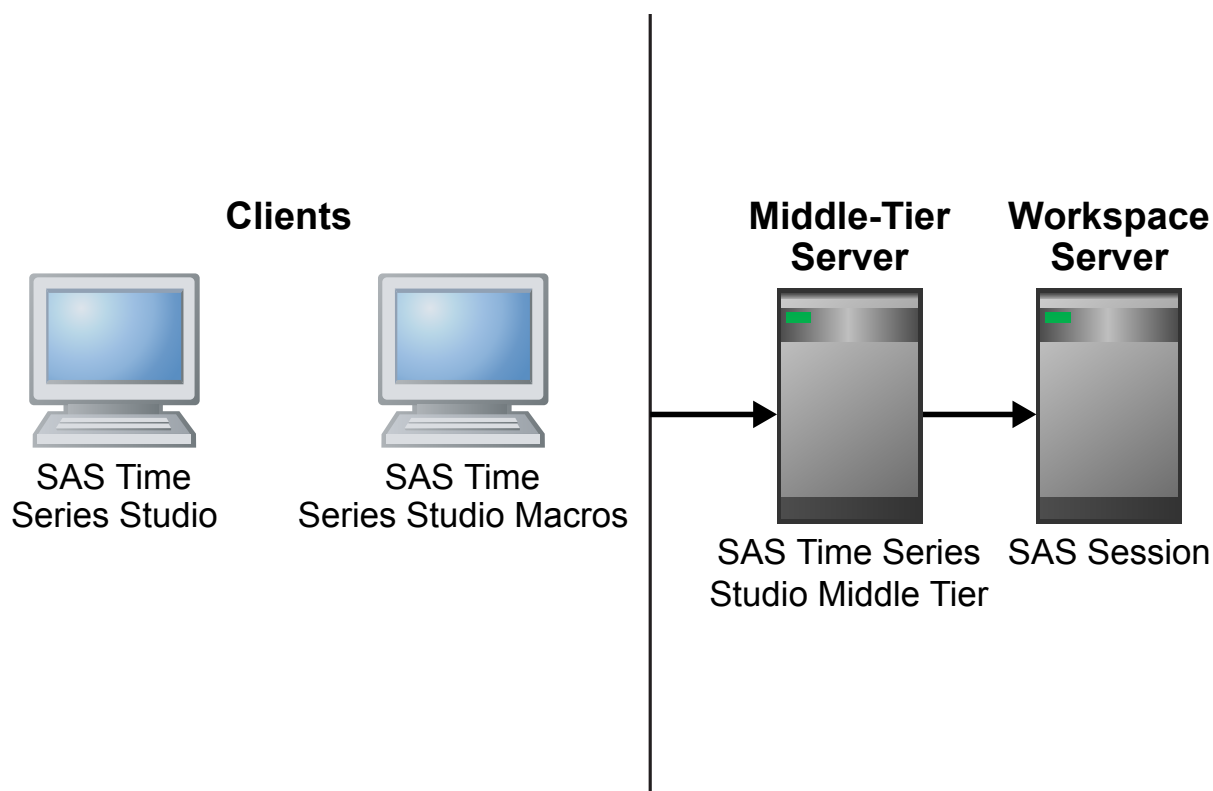 Clients
SAS Time
Series Studio
SAS Time
Series Studio Macros
Middle-Tier
Server
SAS Time Series
Studio Middle Tier
Workspace
Server
SAS Session